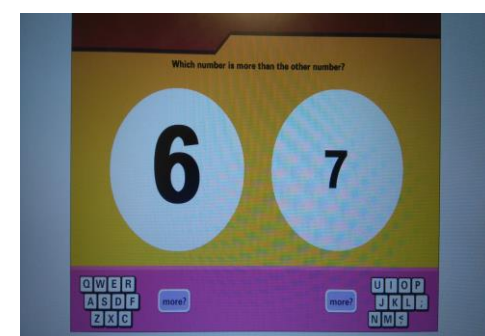 Which number is more than the other number?
6 7
Q W E R
A S D F
Z X C
more?
more?
U I O P
J K L ;
N M <